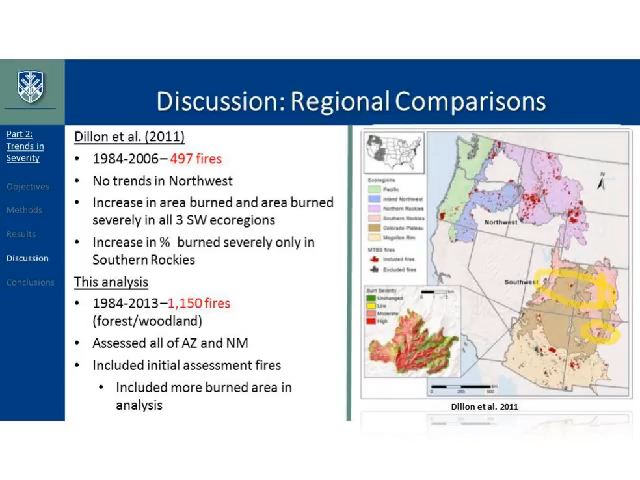 Discussion: Regional Comparisons
Part 2:
Trends in
Severity
Objectives
Methods
Results
Discussion
Conclusions
Dillon et al. (2011)
• 1984-2006– 497 fires
• No trends in Northwest
• Increase in area burned and area burned
severely in all 3 SW ecoregions
• Increase in % burned severely only in
Southern Rockies
This analysis
• 1984-2013–1,150 fires
(forest/woodland)
• Assessed all of AZ and NM
• Included initial assessment fires
• Included more burned area in
analysis
Ecoregions
Pacific
Inland Northwest
Northern Rockies
Southern Rockies
Colorado Plateau
Mogollon Rim
MTBS fires
Included fires
Excluded fires
N
Northwest
Southwest
Burn Severity
Unchanged
Low
Moderate
High
Dillon et al. 2011